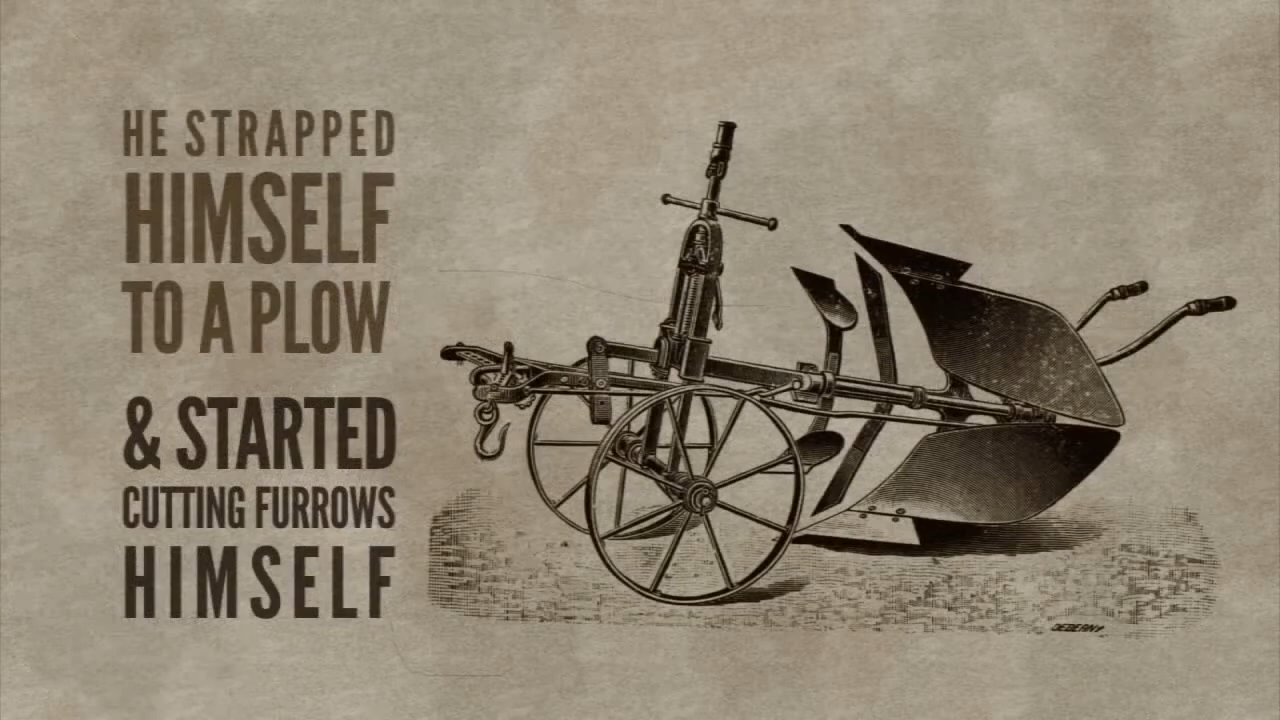 HE STRAPPED
HIMSELF
TO A PLOW
& STARTED
CUTTING FURROWS
HIMSELF